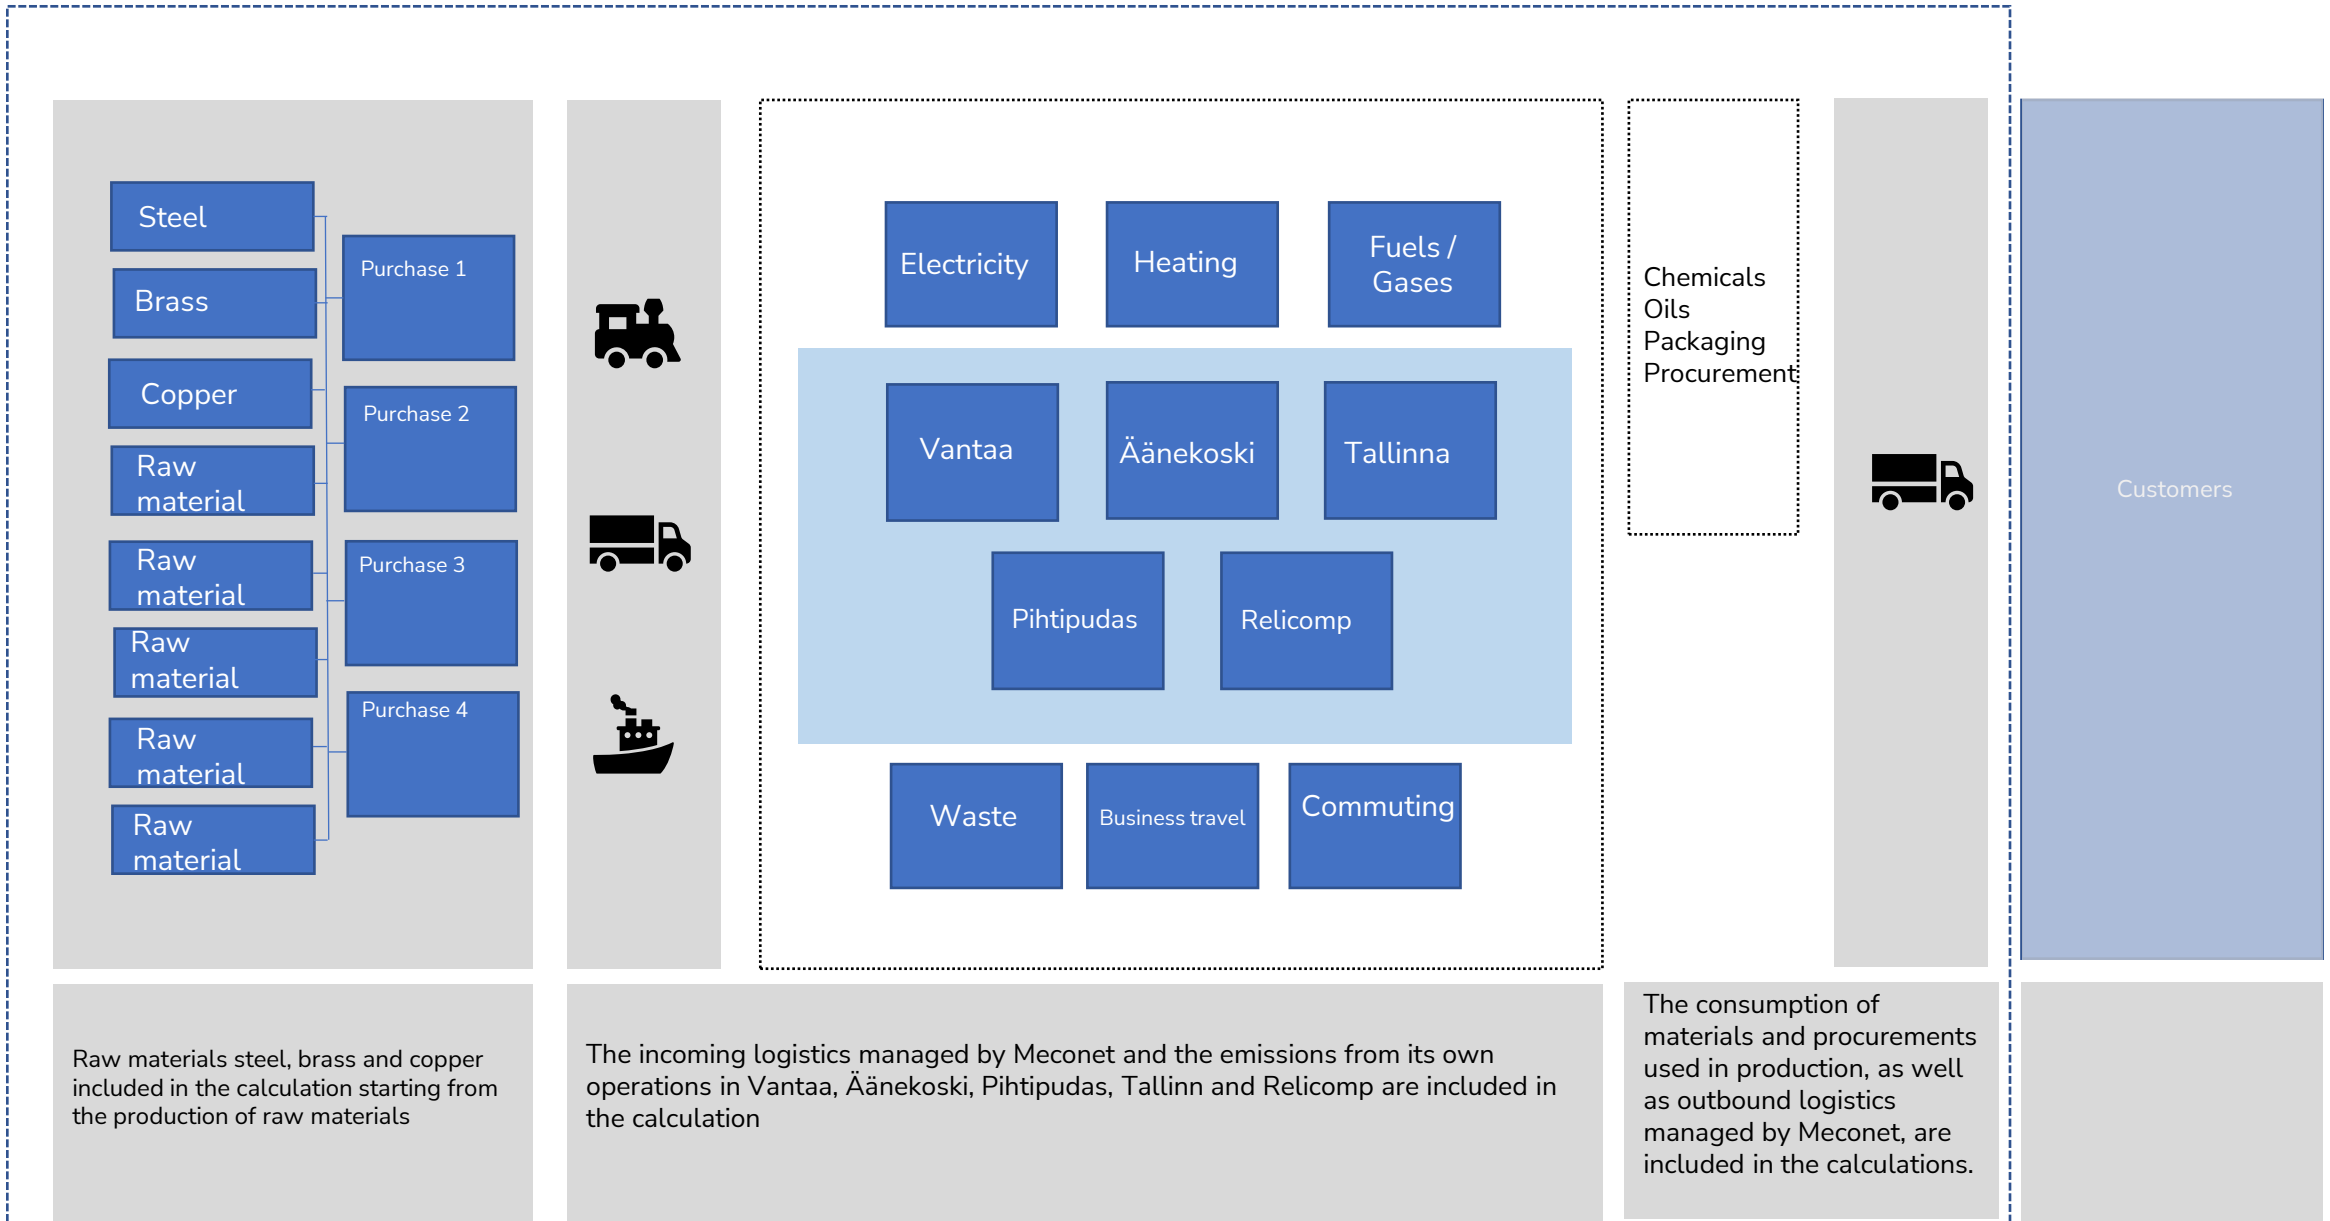 Steel
Brass
Copper
Raw
material
Raw
material
Raw
material
Raw
material
Raw
material
Purchase 1
Purchase 2
Purchase 3
Purchase 4
Electricity
Heating
Fuels /
Gases
Vantaa
Äänekoski
Tallinna
Pihtipudas
Relicomp
Waste
Business travel
Commuting
Chemicals
Oils
Packaging
Procurement
Customers
Raw materials steel, brass and copper
included in the calculation starting from
the production of raw materials
The incoming logistics managed by Meconet and the emissions from its own
operations in Vantaa, Äänekoski, Pihtipudas, Tallinn and Relicomp are included in
the calculation
The consumption of
materials and procurements
used in production, as well
as outbound logistics
managed by Meconet, are
included in the calculations.